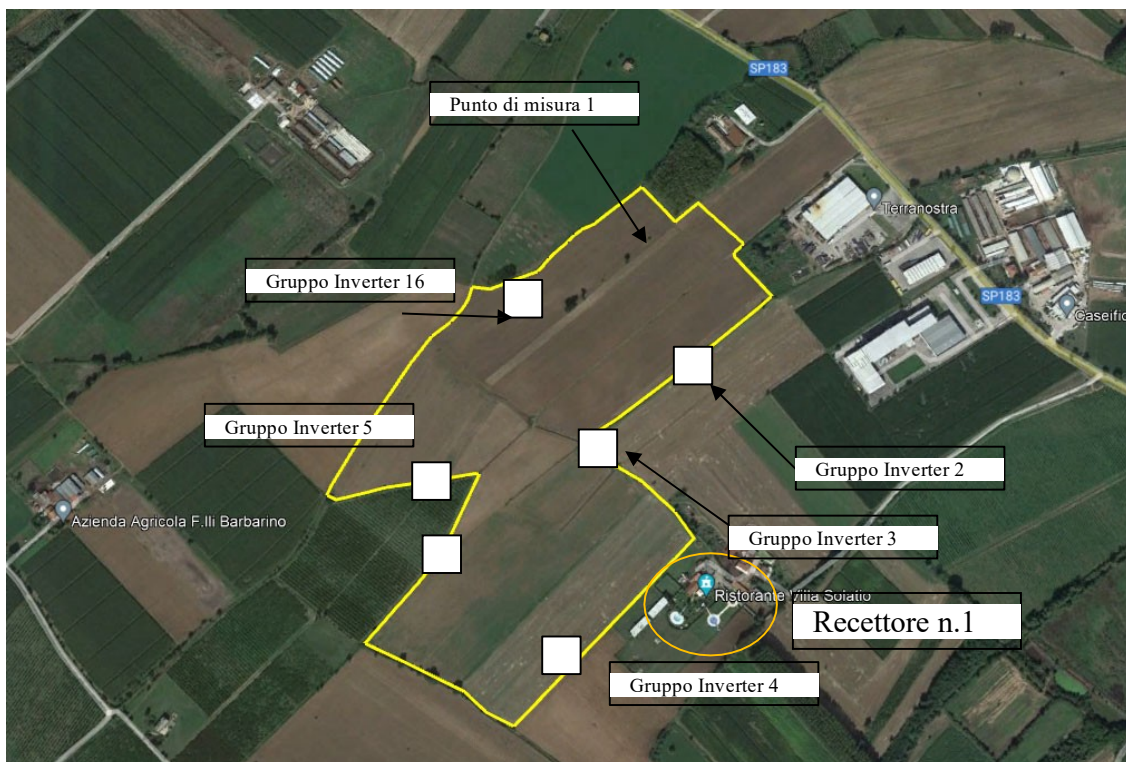 SP183
Punto di misura 1
Terranostra
Gruppo Inverter 16
SP183
Caseific
Gruppo Inverter 5
Gruppo Inverter 2
Azienda Agricola F.lli Barbarino
Gruppo Inverter 3
Ristorante Villa Solatio
Recettore n.1
Gruppo Inverter 4